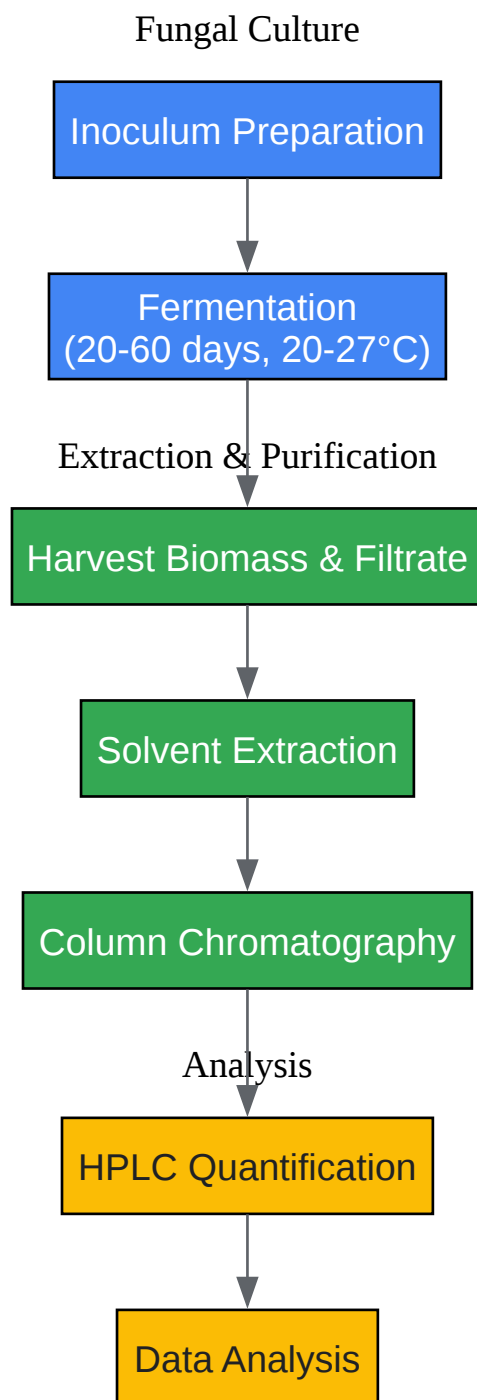 Fungal Culture
Inoculum Preparation
Fermentation
(20-60 days, 20-27°C)
Extraction & Purification
Harvest Biomass & Filtrate
Solvent Extraction
Column Chromatography
Analysis
HPLC Quantification
Data Analysis